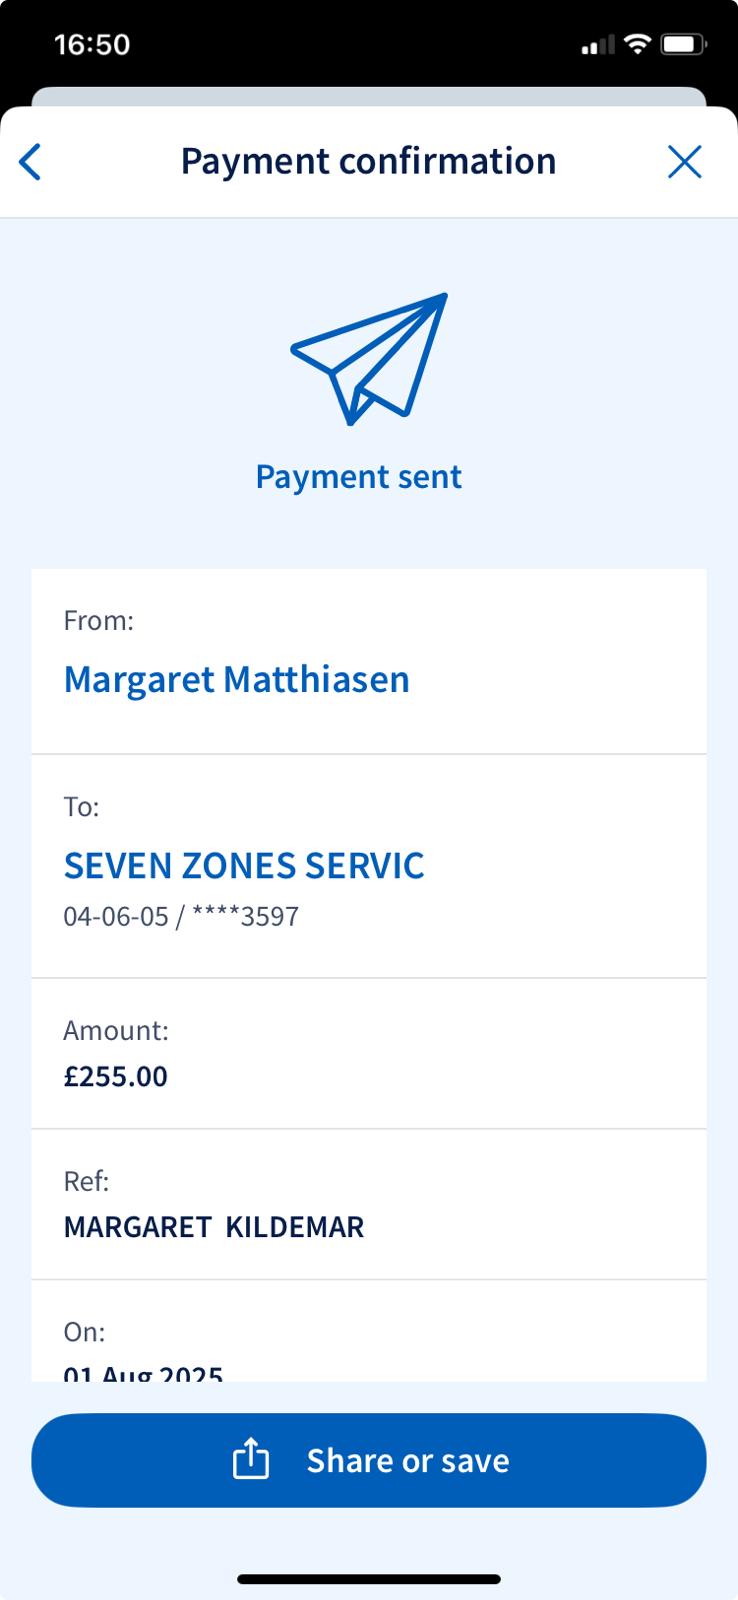 16:50
Payment confirmation
Payment sent
From:
Margaret Matthiasen
To:
SEVEN ZONES SERVIC
04-06-05 / ****3597
Amount:
£255.00
Ref:
MARGARET  KILDEMAR
On:
01 Aug 2025
Share or save